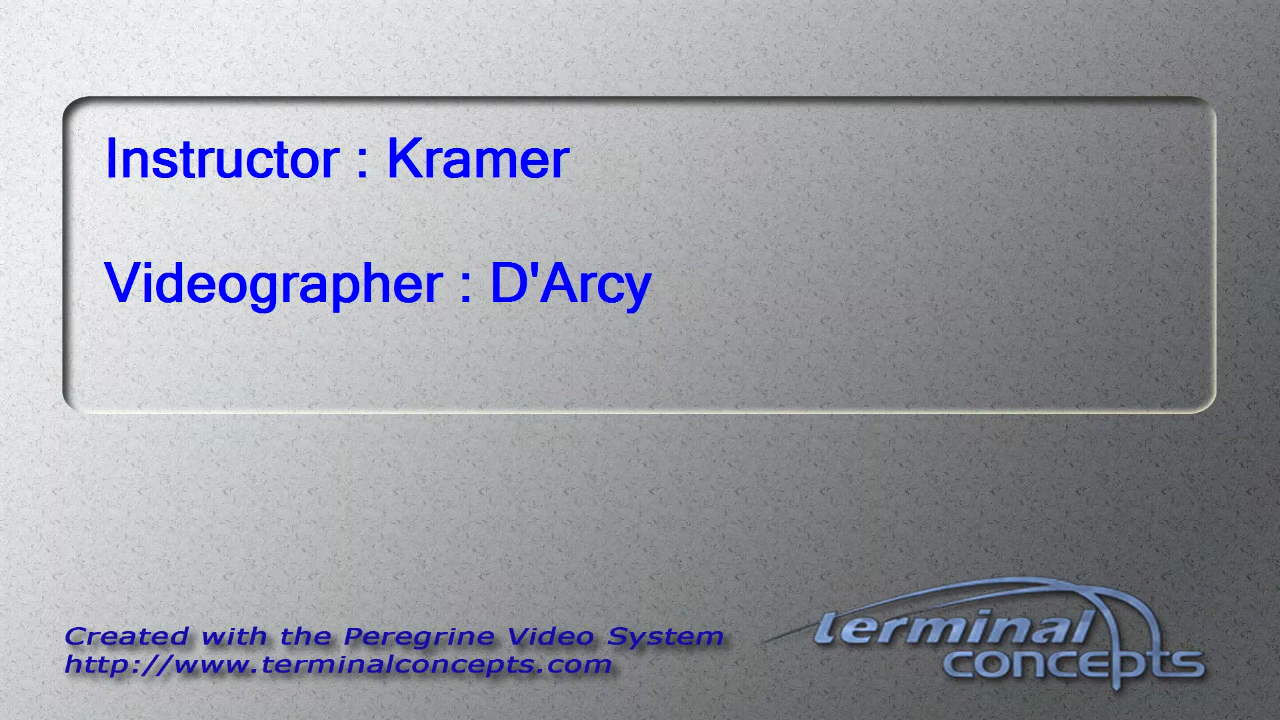 Instructor : Kramer
Videographer : D'Arcy
Created with the Peregrine Video System
http://www.terminalconcepts.com
terminal
concepts